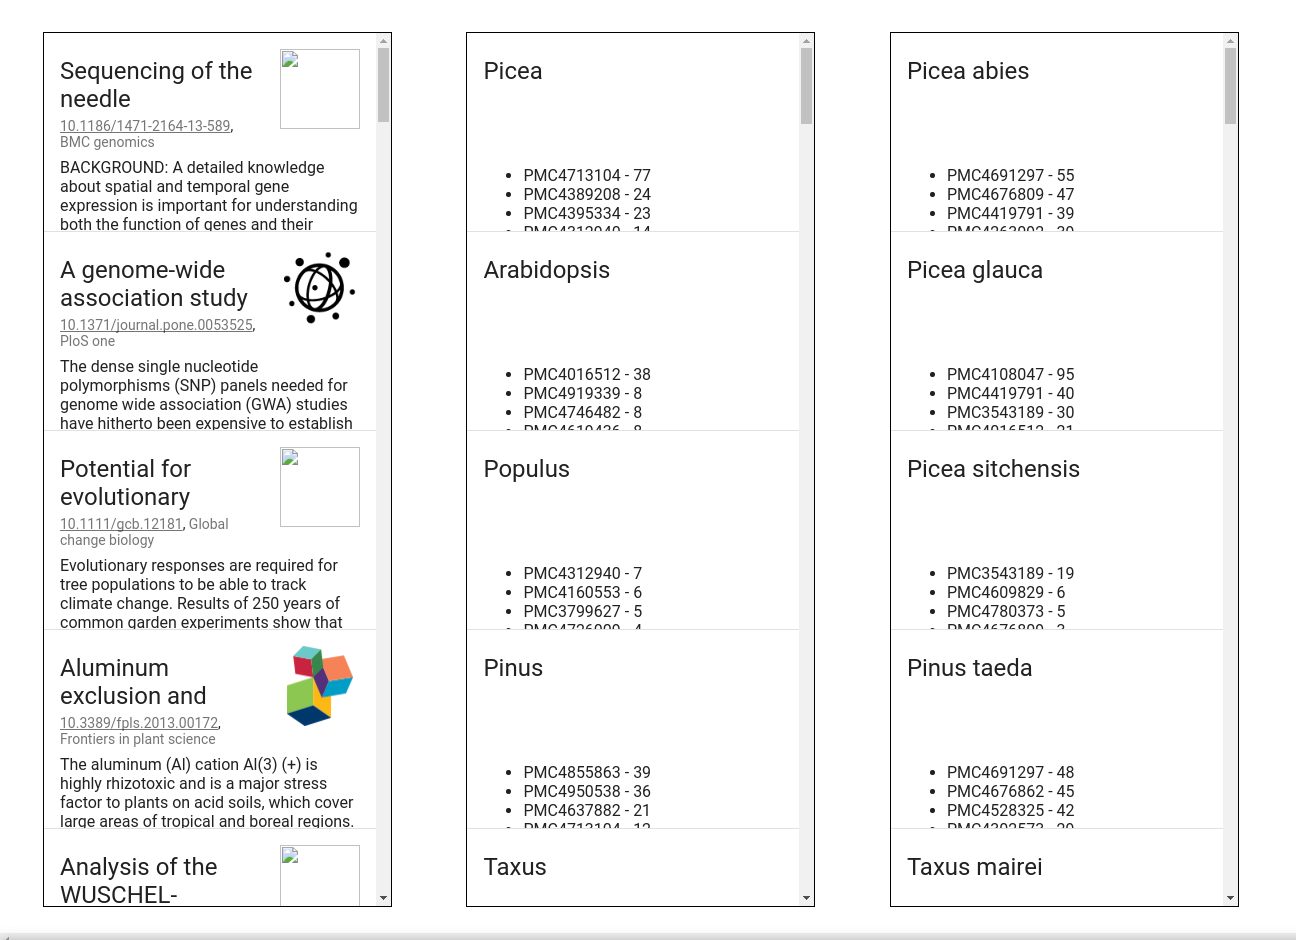 Sequencing of the
needle
10.1186/1471-2164-13-589,
BMC genomics
BACKGROUND: A detailed knowledge
about spatial and temporal gene
expression is important for understanding
both the function of genes and their
A genome-wide
association study
10.1371/journal.pone.0053525,
PloS one
The dense single nucleotide
polymorphisms (SNP) panels needed for
genome wide association (GWA) studies
have hitherto been expensive to establish
Potential for
evolutionary
10.1111/gcb.12181, Global
change biology
Evolutionary responses are required for
tree populations to be able to track
climate change. Results of 250 years of
common garden experiments show that
Aluminum
exclusion and
10.3389/fpls.2013.00172,
Frontiers in plant science
The aluminum (Al) cation Al(3) (+) is
highly rhizotoxic and is a major stress
factor to plants on acid soils, which cover
large areas of tropical and boreal regions.
Analysis of the
WUSCHEL-
Picea
PMC4713104 - 77
PMC4389208 - 24
PMC4395334 - 23
Arabidopsis
PMC4016512 - 38
PMC4919339 - 8
PMC4746482 - 8
Populus
PMC4312940 - 7
PMC4160553 - 6
PMC3799627 - 5
Pinus
PMC4855863 - 39
PMC4950538 - 36
PMC4637882 - 21
Taxus
Picea abies
PMC4691297 - 55
PMC4676809 - 47
PMC4419791 - 39
Picea glauca
PMC4108047 - 95
PMC4419791 - 40
PMC3543189 - 30
Picea sitchensis
PMC3543189 - 19
PMC4609829 - 6
PMC4780373 - 5
Pinus taeda
PMC4691297 - 48
PMC4676862 - 45
PMC4528325 - 42
Taxus mairei